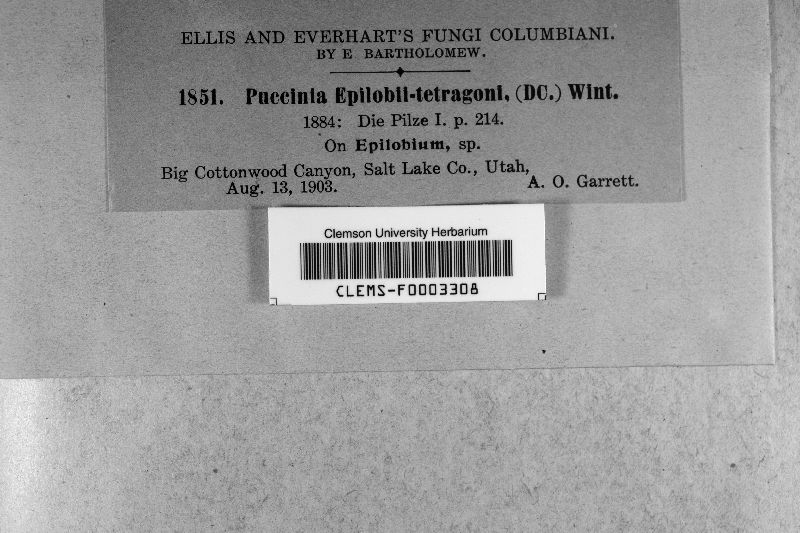 ELLIS AND EVERHART'S FUNGI COLUMBIANI.
BY E BARTHOLOMEW.
1851. Puccinia Epilobii-tetragoni, (DC.) Wint.
1884: Die Pilze I. p. 214.
On Epilobium, sp.
Big Cottonwood Canyon, Salt Lake Co., Utah,
Aug. 13, 1903. A. O. Garrett.
Clemson University Herbarium
CLEMS-F0003308